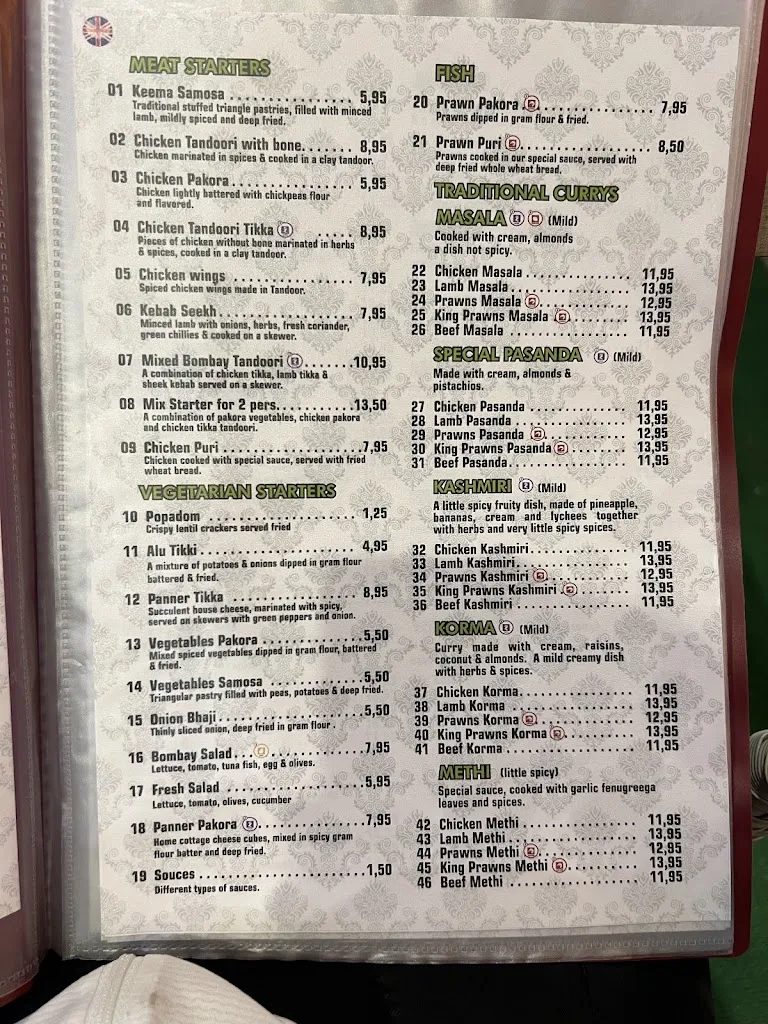 MEAT STARTERS
01 Keema Samosa ................ 5,95
Traditional stuffed triangle pastries, filled with minced
lamb, mildly spiced and deep fried.
02 Chicken Tandoori with bone....... 8,95
Chicken marinated in spices & cooked in a clay tandoor.
03 Chicken Pakora ................ 5,95
Chicken lightly battered with chickpeas flour
and flavored.
04 Chicken Tandoori Tikka ..... 8,95
Pieces of chicken without bone marinated in herbs
& spices, cooked in a clay tandoor.
05 Chicken wings ................ 7,95
Spiced chicken wings made in Tandoor.
06 Kebab Seekh ................ 7,95
Minced lamb with onions, herbs, fresh coriander,
green chillies & cooked on a skewer.
07 Mixed Bombay Tandoori .......10,95
A combination of chicken tikka, lamb tikka &
sheek kebab served on a skewer.
08 Mix Starter for 2 pers..........13,50
A combination of pakora vegetables, chicken pakora
and chicken tikka tandoori.
09 Chicken Puri ................7,95
Chicken cooked with special sauce, served with fried
wheat bread.
VEGETARIAN STARTERS
10 Popadom ................ 1,25
Crispy lentil crackers served fried
11 Alu Tikki ................ 4,95
A mixture of potatoes & onions dipped in gram flour
battered & fried.
12 Panner Tikka ................ 8,95
Succulent house cheese, marinated with spicy,
served on skewers with green peppers and onion.
13 Vegetables Pakora .............5,50
Mixed spiced vegetables dipped in gram flour, battered
& fried.
14 Vegetables Samosa .............5,50
Triangular pastry filled with peas, potatoes & deep fried.
15 Onion Bhaji ................5,50
Thinly sliced onion, deep fried in gram flour .
16 Bombay Salad... ............7,95
Lettuce, tomato, tuna fish, egg & olives.
17 Fresh Salad ................5,95
Lettuce, tomato, olives, cucumber
18 Panner Pakora .............7,95
Home cottage cheese cubes, mixed in spicy gram
flour batter and deep fried.
19 Souces ................1,50
Different types of sauces.
FISH
20 Prawn Pakora ............... 7,95
Prawns dipped in gram flour & fried.
21 Prawn Puri ................ 8,50
Prawns cooked in our special sauce, served with
deep fried whole wheat bread.
TRADITIONAL CURRYS
MASALA (Mild)
Cooked with cream, almonds
a dish not spicy.
22 Chicken Masala ............... 11,95
23 Lamb Masala................ 13,95
24 Prawns Masala ............. 12,95
25 King Prawns Masala ......... 13,95
26 Beef Masala ................ 11,95
SPECIAL PASANDA (Mild)
Made with cream, almonds &
pistachios.
27 Chicken Pasanda .............. 11,95
28 Lamb Pasanda ................ 13,95
29 Prawns Pasanda ............ 12,95
30 King Prawns Pasanda ......... 13,95
31 Beef Pasanda................ 11,95
KASHMIRI (Mild)
A little spicy fruity dish, made of pineapple,
bananas, cream and lychees together
with herbs and very little spicy spices.
32 Chicken Kashmiri.............. 11,95
33 Lamb Kashmiri................ 13,95
34 Prawns Kashmiri ............ 12,95
35 King Prawns Kashmiri ........ 13,95
36 Beef Kashmiri ................ 11,95
KORMA (Mild)
Curry made with cream, raisins,
coconut & almonds. A mild creamy dish
with herbs & spices.
37 Chicken Korma................ 11,95
38 Lamb Korma ................ 13,95
39 Prawns Korma ............. 12,95
40 King Prawns Korma .......... 13,95
41 Beef Korma ................ 11,95
METHI (little spicy)
Special sauce, cooked with garlic fenugreega
leaves and spices.
42 Chicken Methi ................ 11,95
43 Lamb Methi ................ 13,95
44 Prawns Methi ............. 12,95
45 King Prawns Methi .......... 13,95
46 Beef Methi ................ 11,95